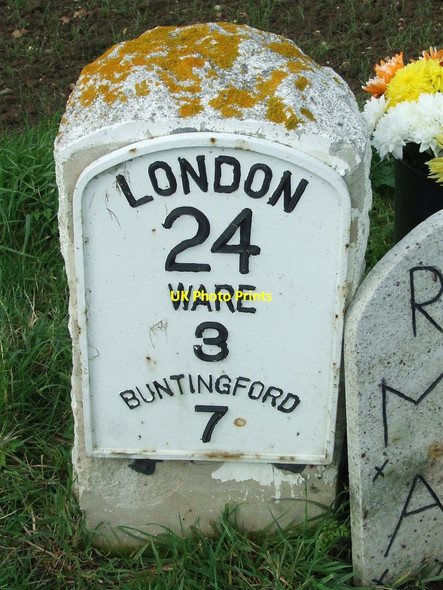 LONDON
24
WARE
UK Photo Prints
3
BUNTINGFORD
7
R
M
A